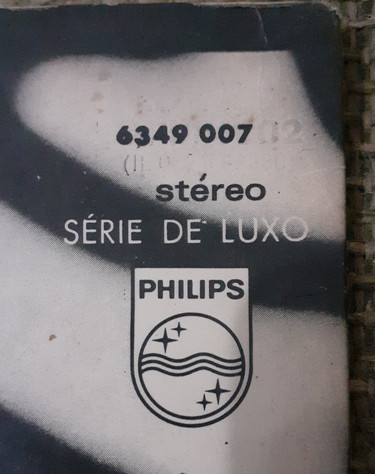 6349 007
stéreo
SÉRIE DE LUXO
PHILIPS